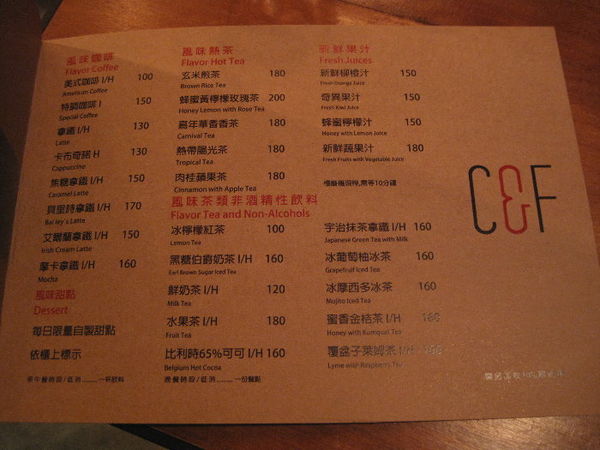 風味咖啡
Flavor Coffee
美式咖啡 I/H 100
American Coffee
特調咖啡 I 150
Special Coffee
拿鐵 I/H 130
Latte
卡布奇諾 H 130
Cappuccino
焦糖拿鐵 I/H 150
Caramel Latte
貝里詩拿鐵 I/H 170
Bailey's Latte
艾爾蘭拿鐵 I/H 150
Irish Cream Latte
摩卡拿鐵 I/H 160
Mocha
風味甜點
Dessert
每日限量自製甜點
依櫃上標示
風味熱茶
Flavor Hot Tea
玄米煎茶 180
Brown Rice Tea
蜂蜜黃檸檬玫瑰茶 200
Honey Lemon with Rose Tea
嘉年華香香茶 180
Carnival Tea
熱帶陽光茶 180
Tropical Tea
肉桂蘋果茶 180
Cinnamon with Apple Tea
新鮮果汁
Fresh Juices
新鮮柳橙汁 150
Fresh Orange Juice
奇異果汁 150
Fresh Kiwi Juice
蜂蜜檸檬汁 150
Honey with Lemon Juice
新鮮蔬果汁 180
Fresh Fruits with Vegetable Juice
風味茶類非酒精性飲料
Flavor Tea and Non-Alcohols
冰檸檬紅茶 100
Lemon Tea
黑糖伯爵奶茶 I/H 160
Earl Brown Sugar Iced Tea
鮮奶茶 I/H 120
Milk Tea
水果茶 I/H 180
Fruit Tea
比利時65%可可 I/H 160
Belgium Hot Cocoa
宇治抹茶拿鐵 I/H 160
Japanese Green Tea with Milk
冰葡萄柚冰茶 160
Grapefruit Iced Tea
冰摩西多冰茶 160
Mojito Iced Tea
蜜香金桔茶 I/H 160
Honey with Kumquat Tea
覆盆子萊姆茶 I/H 160
Lyme with Raspberry Tea
C&F